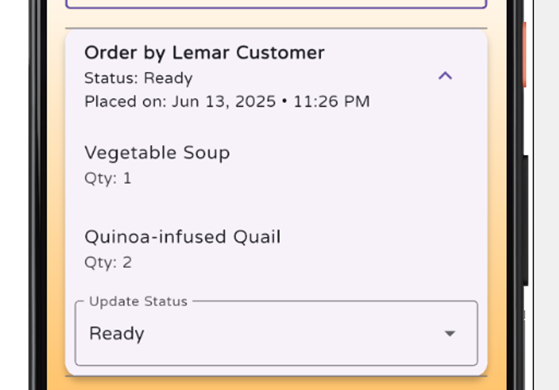 Order by Lemar Customer
Status: Ready
Placed on: Jun 13, 2025 • 11:26 PM
Vegetable Soup
Qty: 1
Quinoa-infused Quail
Qty: 2
Update Status
Ready